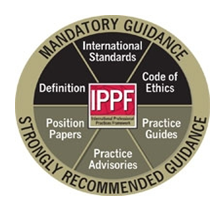 MANDATORY GUIDANCE
International
Standards
Definition
Code of
Ethics
IPPF
International Professional
Practices Framework
Position
Papers
Practice
Guides
Practice
Advisories
STRONGLY RECOMMENDED GUIDANCE